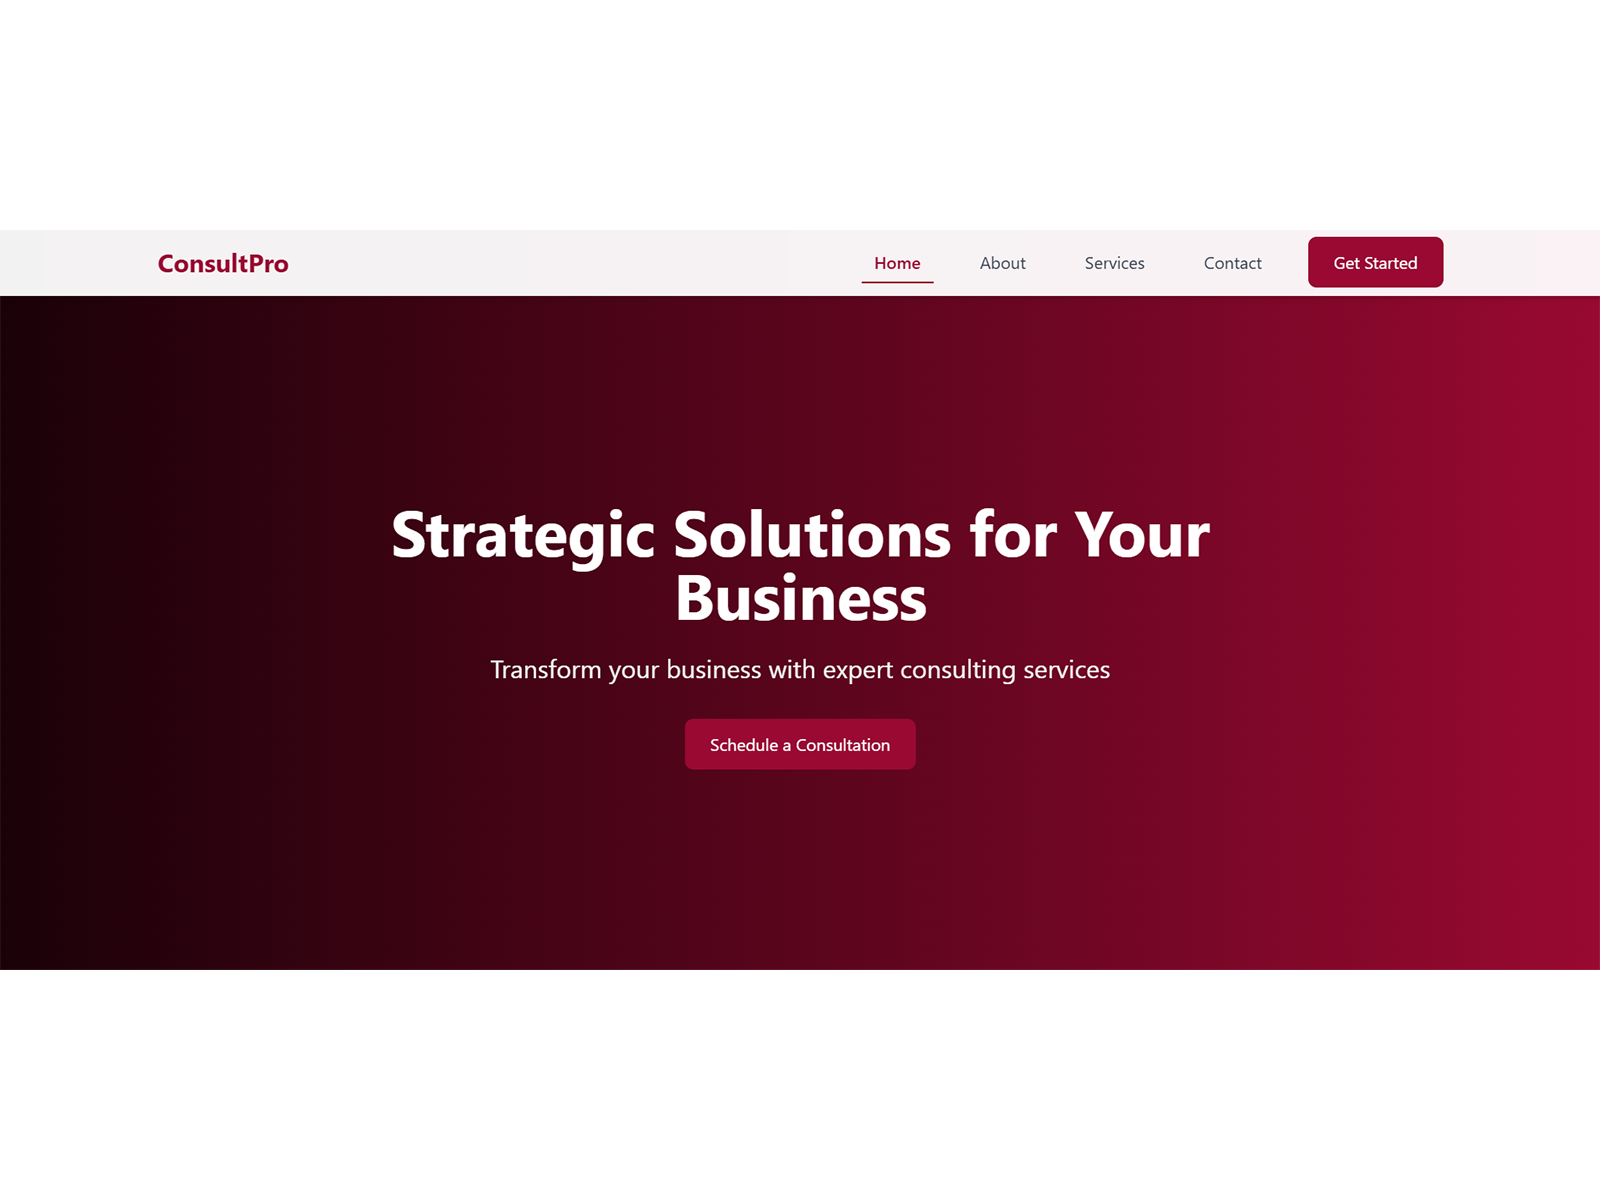 ConsultPro
Home
About
Services
Contact
Get Started
Strategic Solutions for Your
Business
Transform your business with expert consulting services
Schedule a Consultation